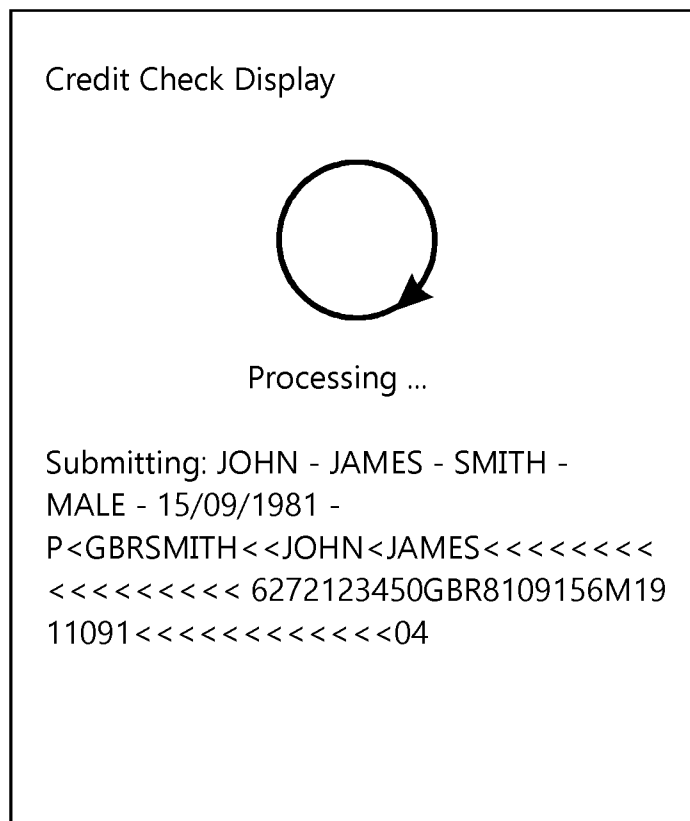 Credit Check Display
Processing ...
Submitting: JOHN - JAMES - SMITH -
MALE - 15/09/1981 -
P<GBRSMITH<<JOHN<JAMES<<<<<<<<
<<<<<<<<< 6272123450GBR8109156M19
11091<<<<<<<<<<<<04